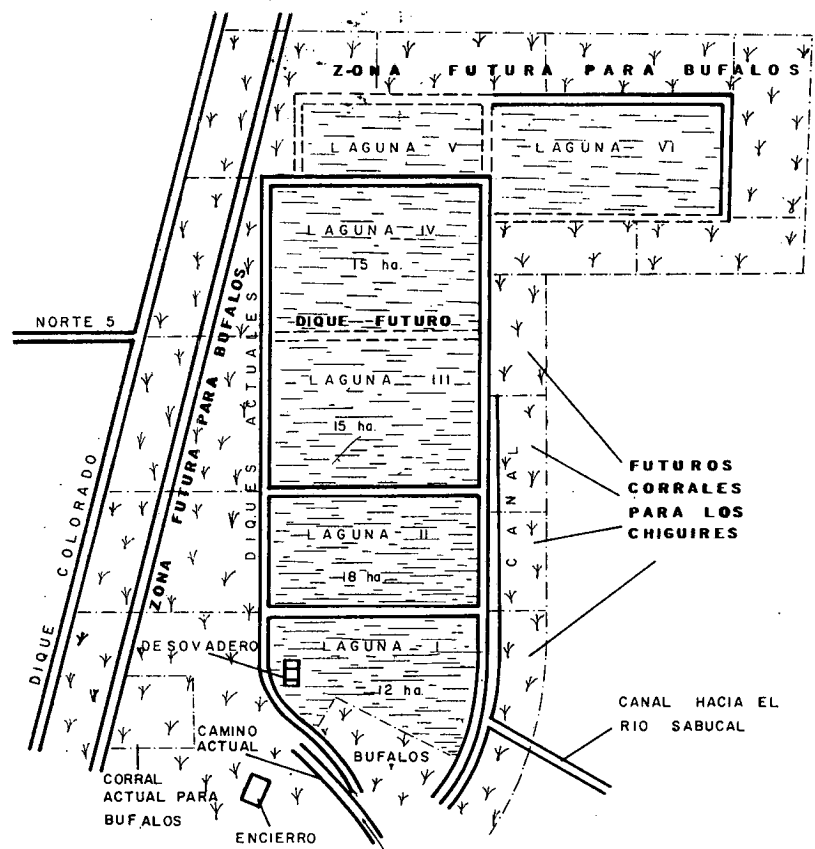 ZONA FUTURA PARA BUFALOS
LAGUNA V
LAGUNA VI
LAGUNA IV
15 ha.
NORTE 5
DIQUE FUTURO
LAGUNA III
15 ha.
DIQUE COLORADO
ZONA FUTURA PARA BUFALOS
DIQUES ACTUALES
CANAL
FUTUROS
CORRALES
PARA LOS
CHIGUIRES
LAGUNA II
18 ha.
DESOVADERO
LAGUNA I
12 ha.
CANAL HACIA EL
RIO SABUCAL
CAMINO
ACTUAL
BUFALOS
CORRAL
ACTUAL PARA
BUFALOS
ENCIERRO